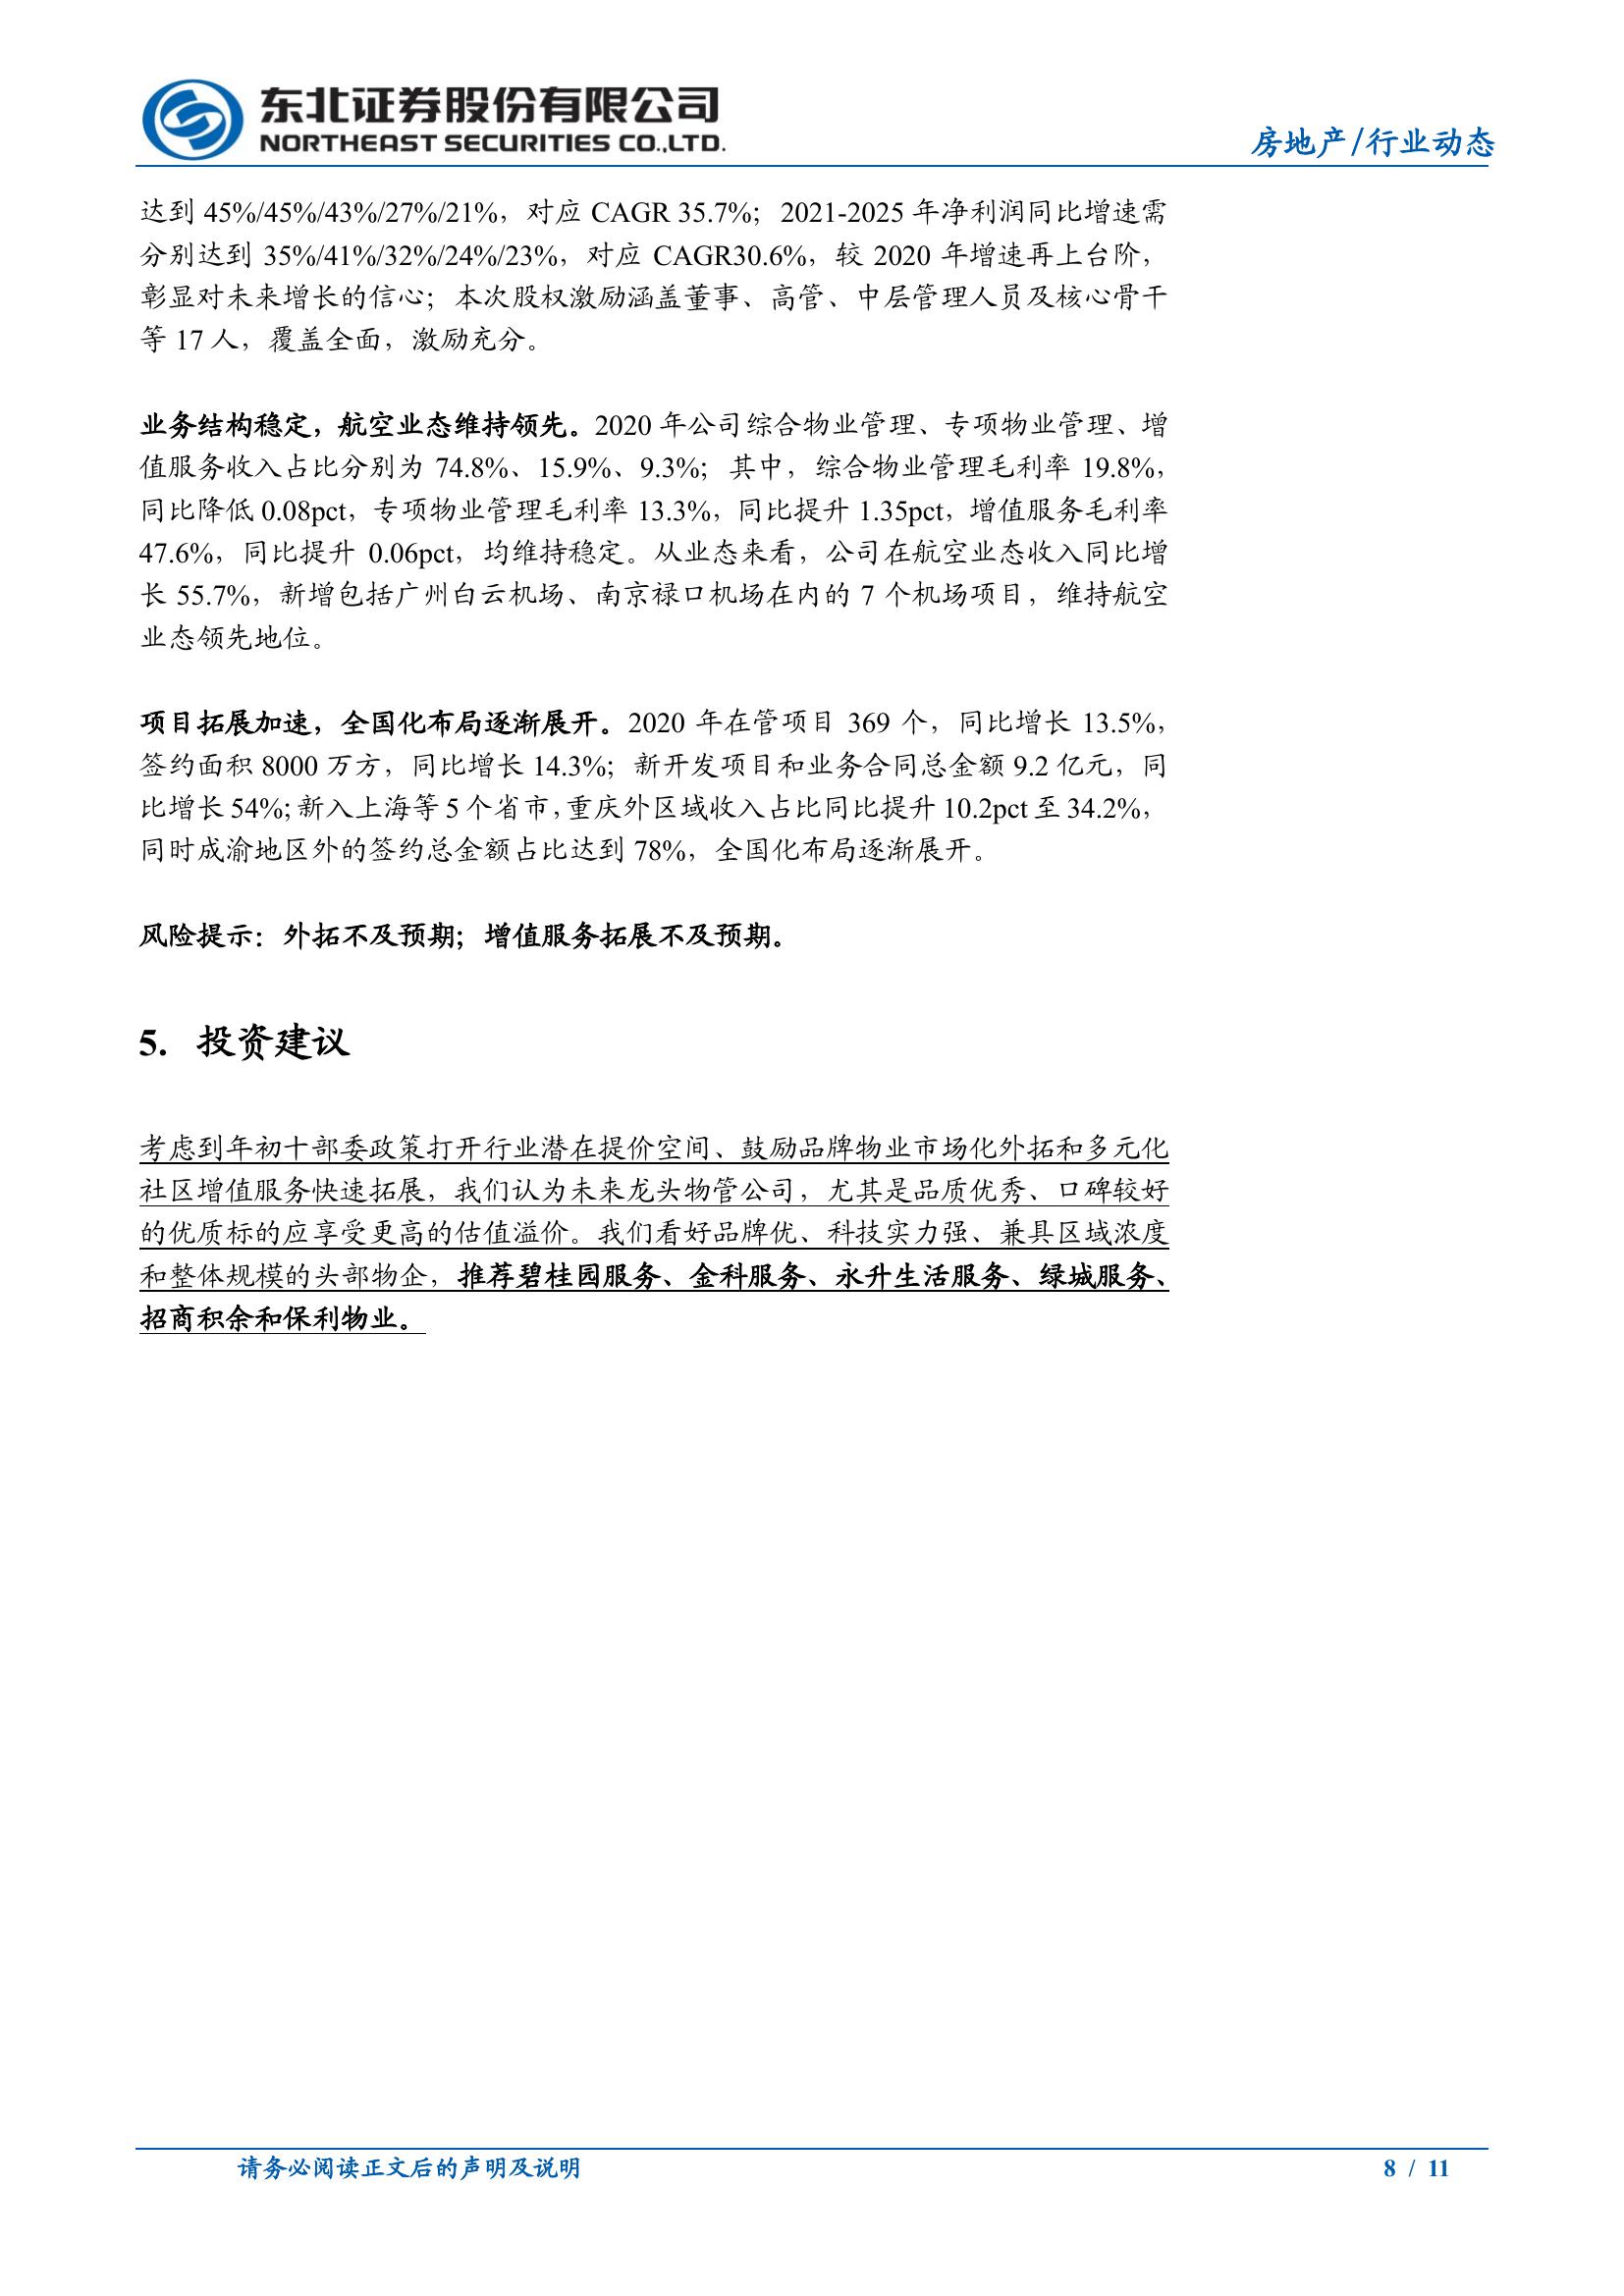 东北证券股份有限公司
NORTHEAST SECURITIES CO.,LTD.
房地产/行业动态
达到 45%/45%/43%/27%/21%，对应 CAGR 35.7%；2021-2025 年净利润同比增速需
分别达到 35%/41%/32%/24%/23%，对应 CAGR30.6%，较 2020 年增速再上台阶，
彰显对未来增长的信心；本次股权激励涵盖董事、高管、中层管理人员及核心骨干
等 17 人，覆盖全面，激励充分。
业务结构稳定，航空业态维持领先。2020 年公司综合物业管理、专项物业管理、增
值服务收入占比分别为 74.8%、15.9%、9.3%；其中，综合物业管理毛利率 19.8%，
同比降低 0.08pct，专项物业管理毛利率 13.3%，同比提升 1.35pct，增值服务毛利率
47.6%，同比提升 0.06pct，均维持稳定。从业态来看，公司在航空业态收入同比增
长 55.7%，新增包括广州白云机场、南京禄口机场在内的 7 个机场项目，维持航空
业态领先地位。
项目拓展加速，全国化布局逐渐展开。2020 年在管项目 369 个，同比增长 13.5%，
签约面积 8000 万方，同比增长 14.3%；新开发项目和业务合同总金额 9.2 亿元，同
比增长 54%；新入上海等 5 个省市，重庆外区域收入占比同比提升 10.2pct 至 34.2%，
同时成渝地区外的签约总金额占比达到 78%，全国化布局逐渐展开。
风险提示：外拓不及预期；增值服务拓展不及预期。
5. 投资建议
考虑到年初十部委政策打开行业潜在提价空间、鼓励品牌物业市场化外拓和多元化
社区增值服务快速拓展，我们认为未来龙头物管公司，尤其是品质优秀、口碑较好
的优质标的应享受更高的估值溢价。我们看好品牌优、科技实力强、兼具区域浓度
和整体规模的头部物企，推荐碧桂园服务、金科服务、永升生活服务、绿城服务、
招商积余和保利物业。
请务必阅读正文后的声明及说明
8 / 11